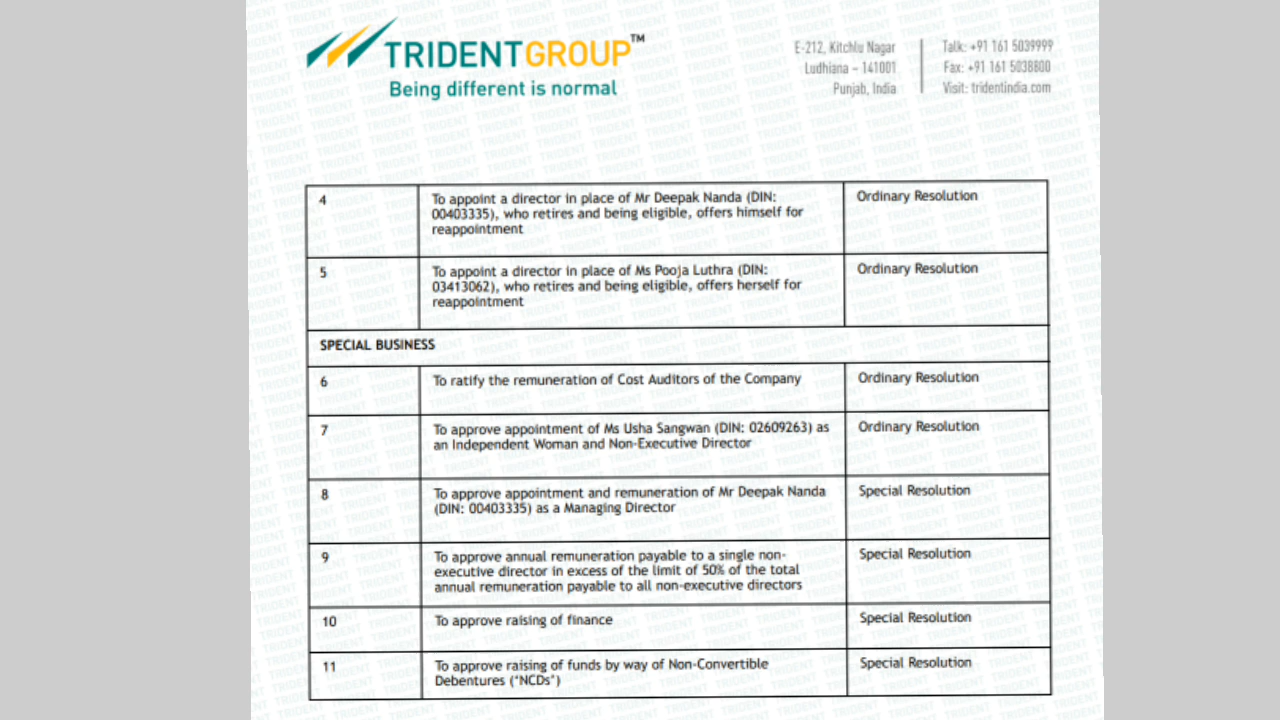 TRIDENTGROUP™
Being different is normal
E-212, Kitchlu Nagar
Ludhiana – 141001
Punjab, India
Talk: +91 161 5039999
Fax: +91 161 5038800
Visit: tridentindia.com
4
To appoint a director in place of Mr Deepak Nanda (DIN:
00403335), who retires and being eligible, offers himself for
reappointment
Ordinary Resolution
5
To appoint a director in place of Ms Pooja Luthra (DIN:
03413062), who retires and being eligible, offers herself for
reappointment
Ordinary Resolution
SPECIAL BUSINESS
6
To ratify the remuneration of Cost Auditors of the Company
Ordinary Resolution
7
To approve appointment of Ms Usha Sangwan (DIN: 02609263) as
an Independent Woman and Non-Executive Director
Ordinary Resolution
8
To approve appointment and remuneration of Mr Deepak Nanda
(DIN: 00403335) as a Managing Director
Special Resolution
9
To approve annual remuneration payable to a single non-
executive director in excess of the limit of 50% of the total
annual remuneration payable to all non-executive directors
Special Resolution
10
To approve raising of finance
Special Resolution
11
To approve raising of funds by way of Non-Convertible
Debentures ("NCDs")
Special Resolution